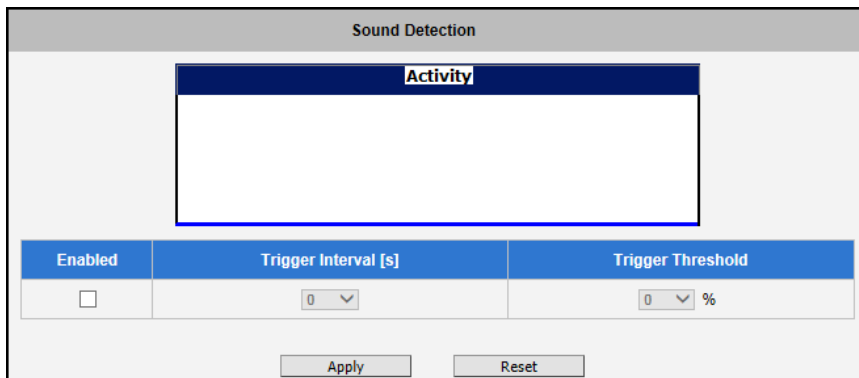 Sound Detection
Activity
Enabled Trigger Interval [s] Trigger Threshold
0 0 %
Apply Reset